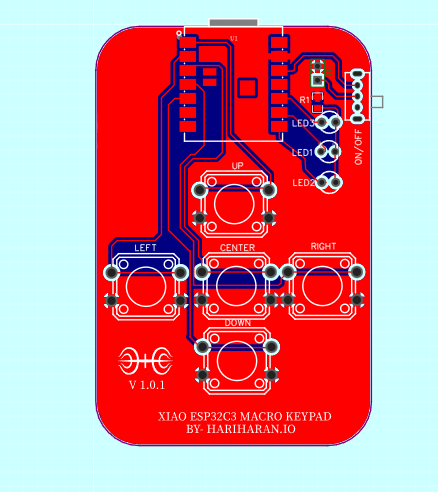 U1
R1
LED3
LED1
ON/OFF
UP
LED2
LEFT
CENTER
RIGHT
DOWN
V 1.0.1
XIAO ESP32C3 MACRO KEYPAD
BY- HARIHARAN.IO